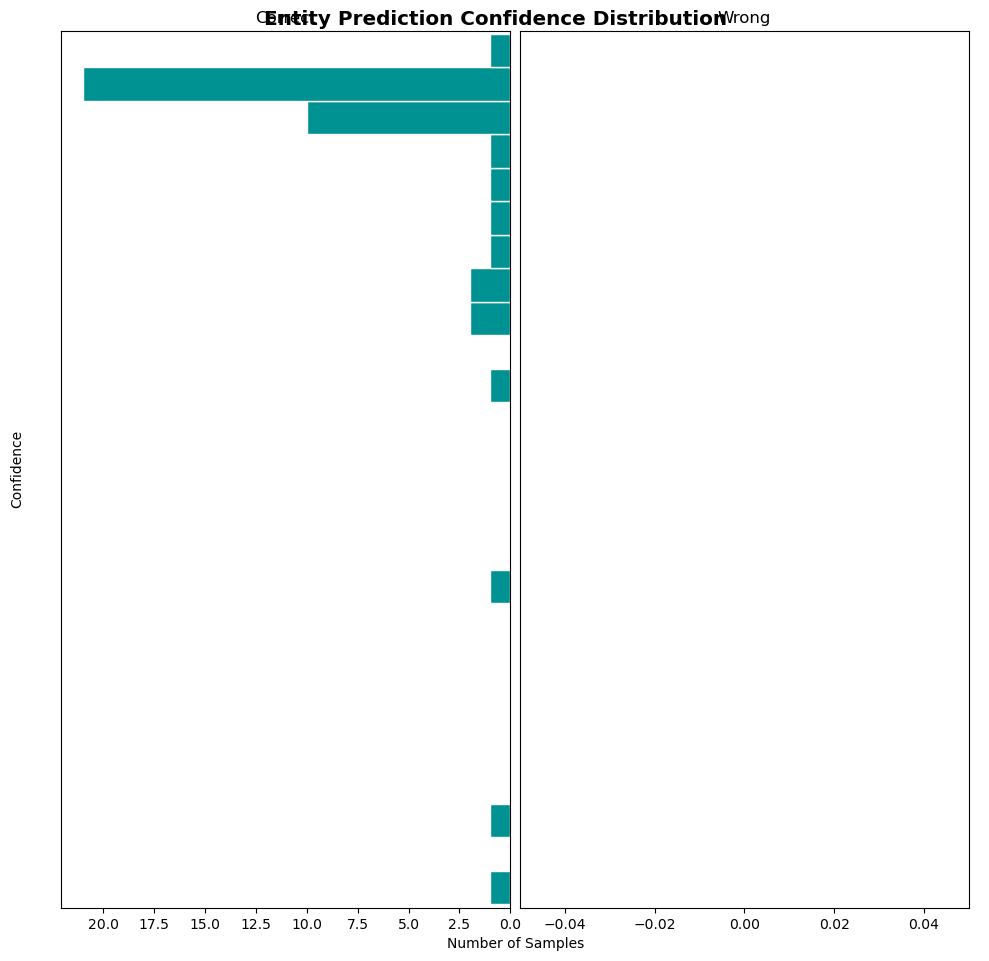 Entity Prediction Confidence Distribution
Correct
Wrong
Confidence
20.0 17.5 15.0 12.5 10.0 7.5 5.0 2.5 0.0
−0.04 −0.02 0.00 0.02 0.04
Number of Samples